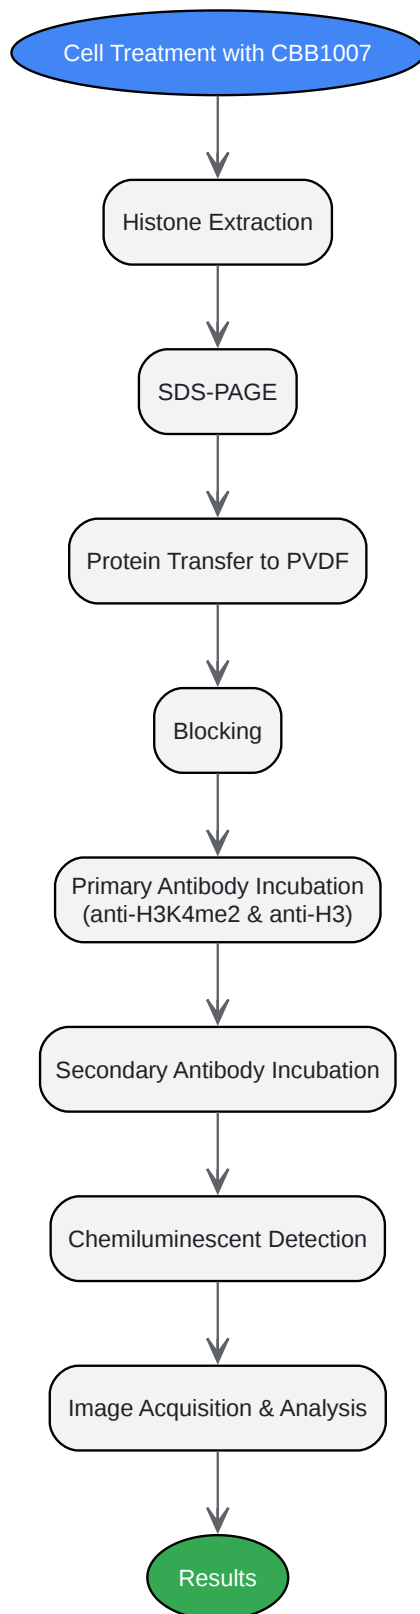 Cell Treatment with CBB1007
Histone Extraction
SDS-PAGE
Protein Transfer to PVDF
Blocking
Primary Antibody Incubation
(anti-H3K4me2 & anti-H3)
Secondary Antibody Incubation
Chemiluminescent Detection
Image Acquisition & Analysis
Results